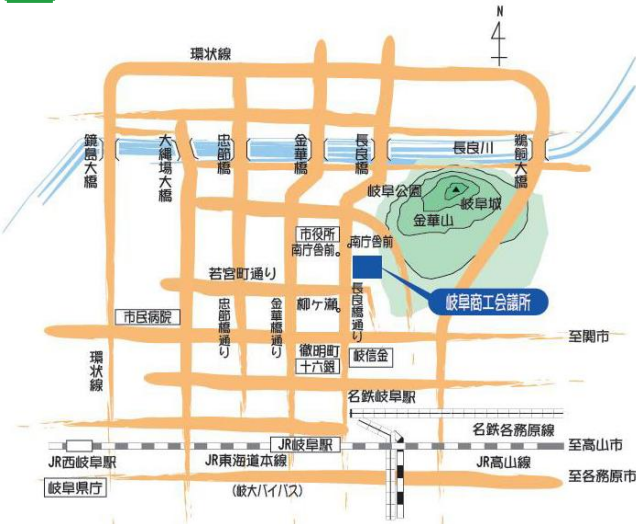 N
環状線
鏡島大橋
大縄場大橋
忠節橋
金華橋
長良橋
長良川
鵜飼大橋
岐阜公園
岐阜城
金華山
市役所
南庁舎前
南庁舎前
若宮町通り
岐阜商工会議所
柳ケ瀬
長良橋通り
市民病院
忠節橋通り
金華橋通り
至関市
徹明町
岐信金
十六銀
環状線
名鉄岐阜駅
名鉄各務原線
JR岐阜駅
至高山市
JR西岐阜駅
JR東海道本線
JR高山線
至各務原市
岐阜県庁
(岐大バイパス)